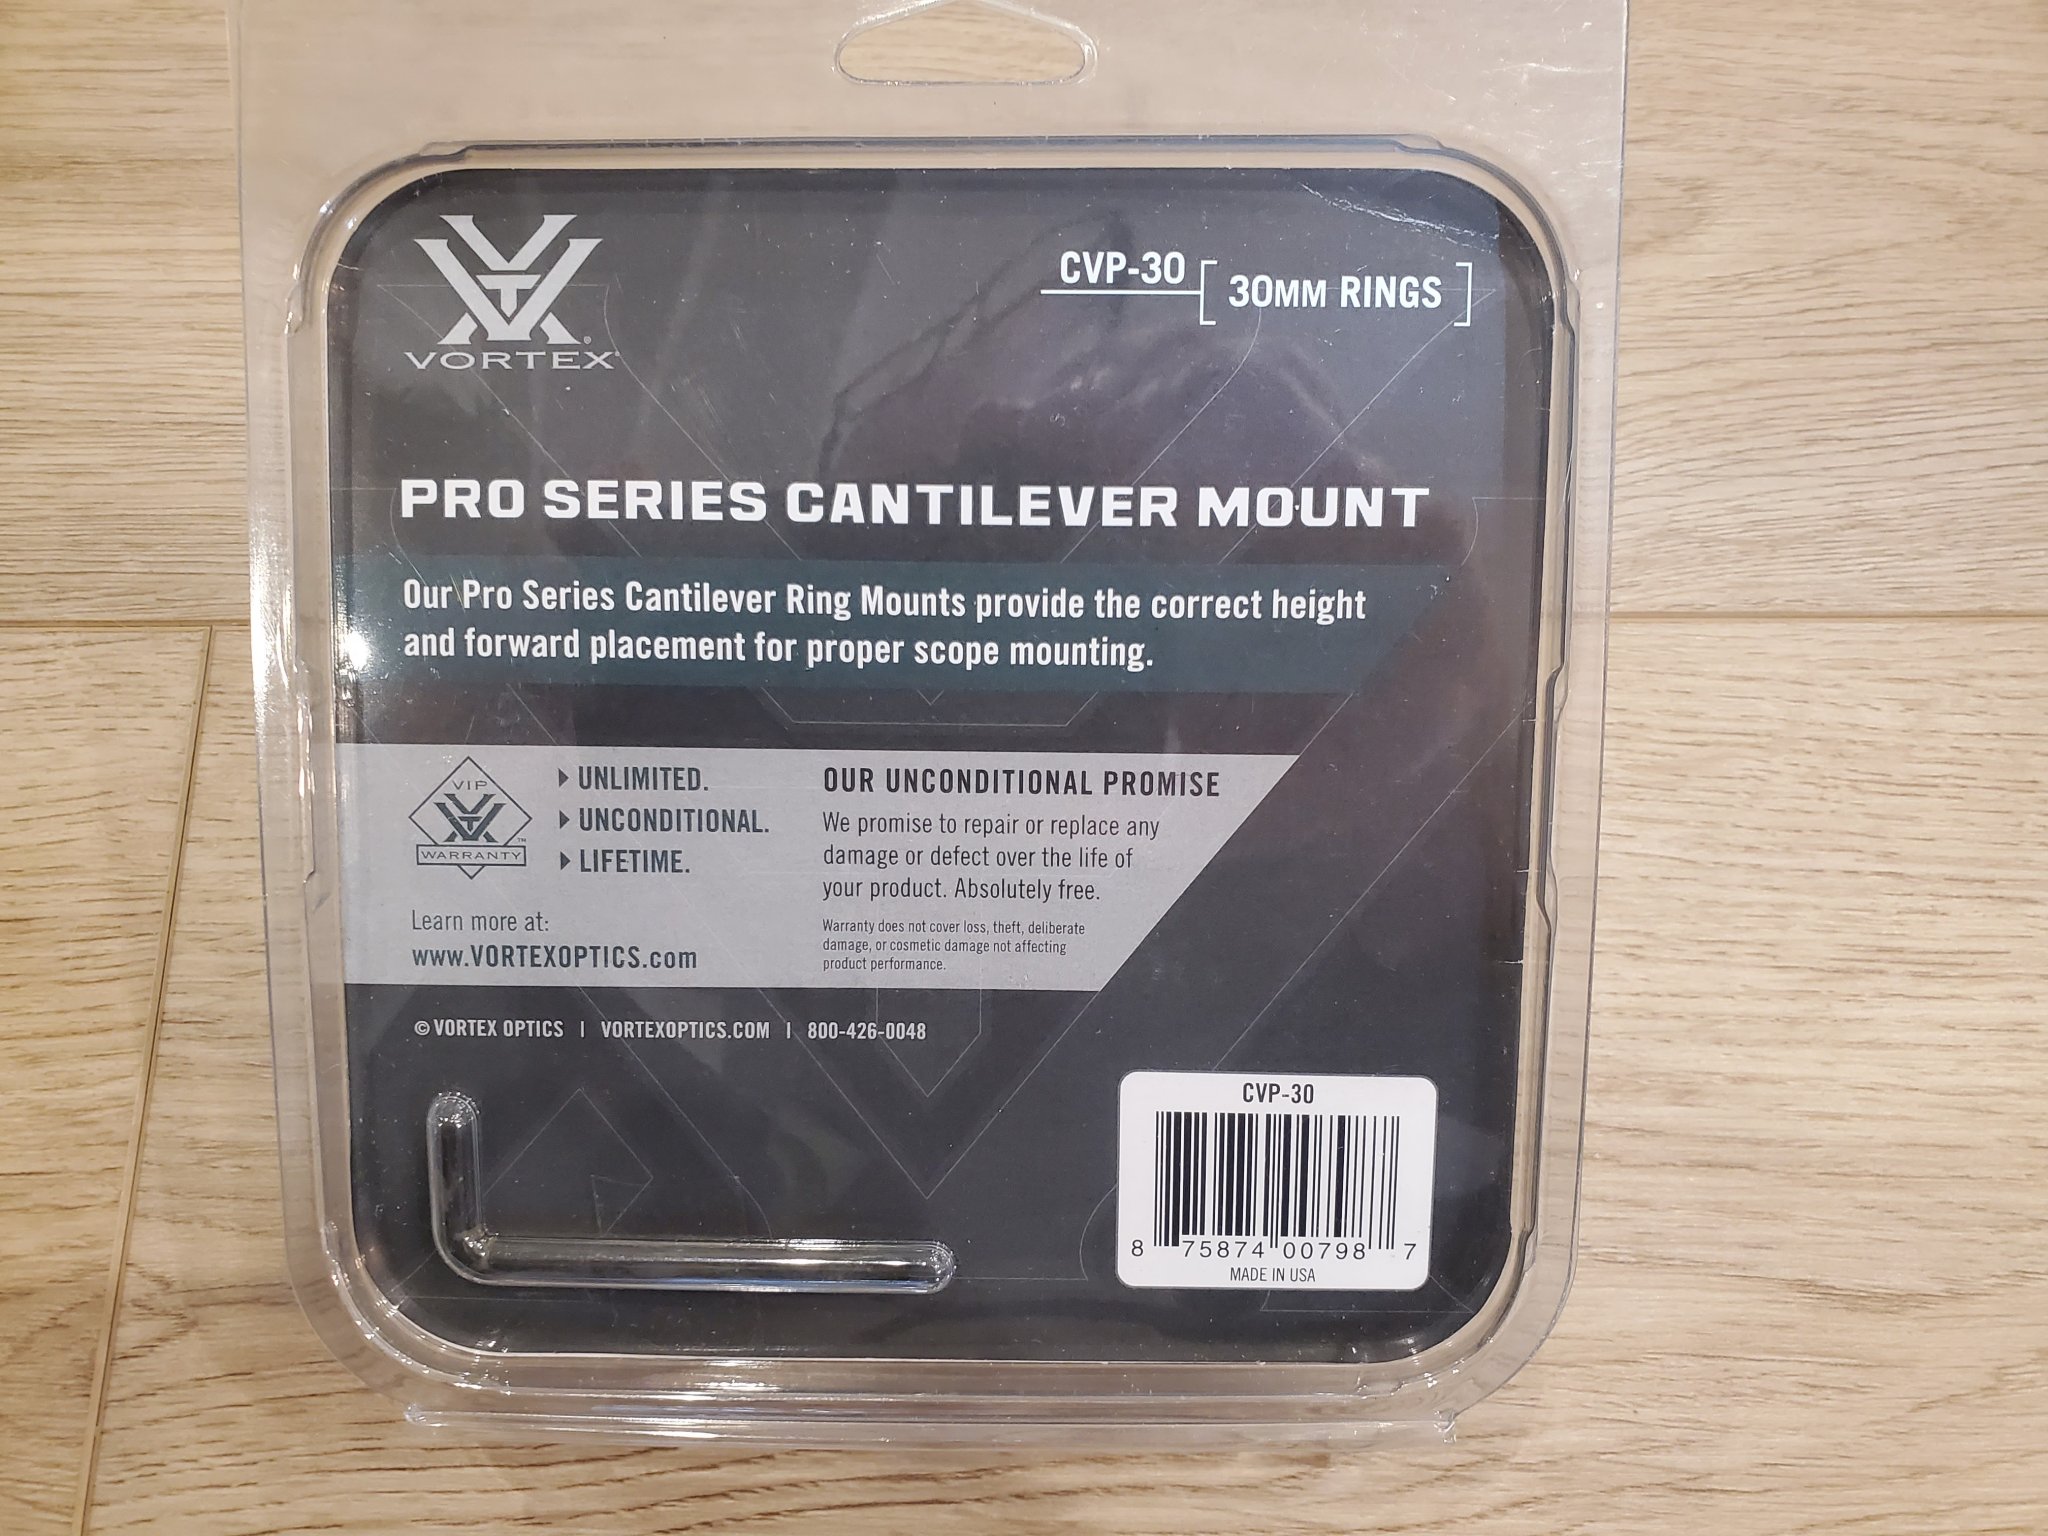 VORTEX®
CVP-30
30MM RINGS
PRO SERIES CANTILEVER MOUNT
Our Pro Series Cantilever Ring Mounts provide the correct height
and forward placement for proper scope mounting.
VIP
WARRANTY™
UNLIMITED.
UNCONDITIONAL.
LIFETIME.
Learn more at:
www.VORTEXOPTICS.com
OUR UNCONDITIONAL PROMISE
We promise to repair or replace any
damage or defect over the life of
your product. Absolutely free.
Warranty does not cover loss, theft, deliberate
damage, or cosmetic damage not affecting
product performance.
© VORTEX OPTICS | VORTEXOPTICS.COM | 800-426-0048
CVP-30
8 75874 00798 7
MADE IN USA